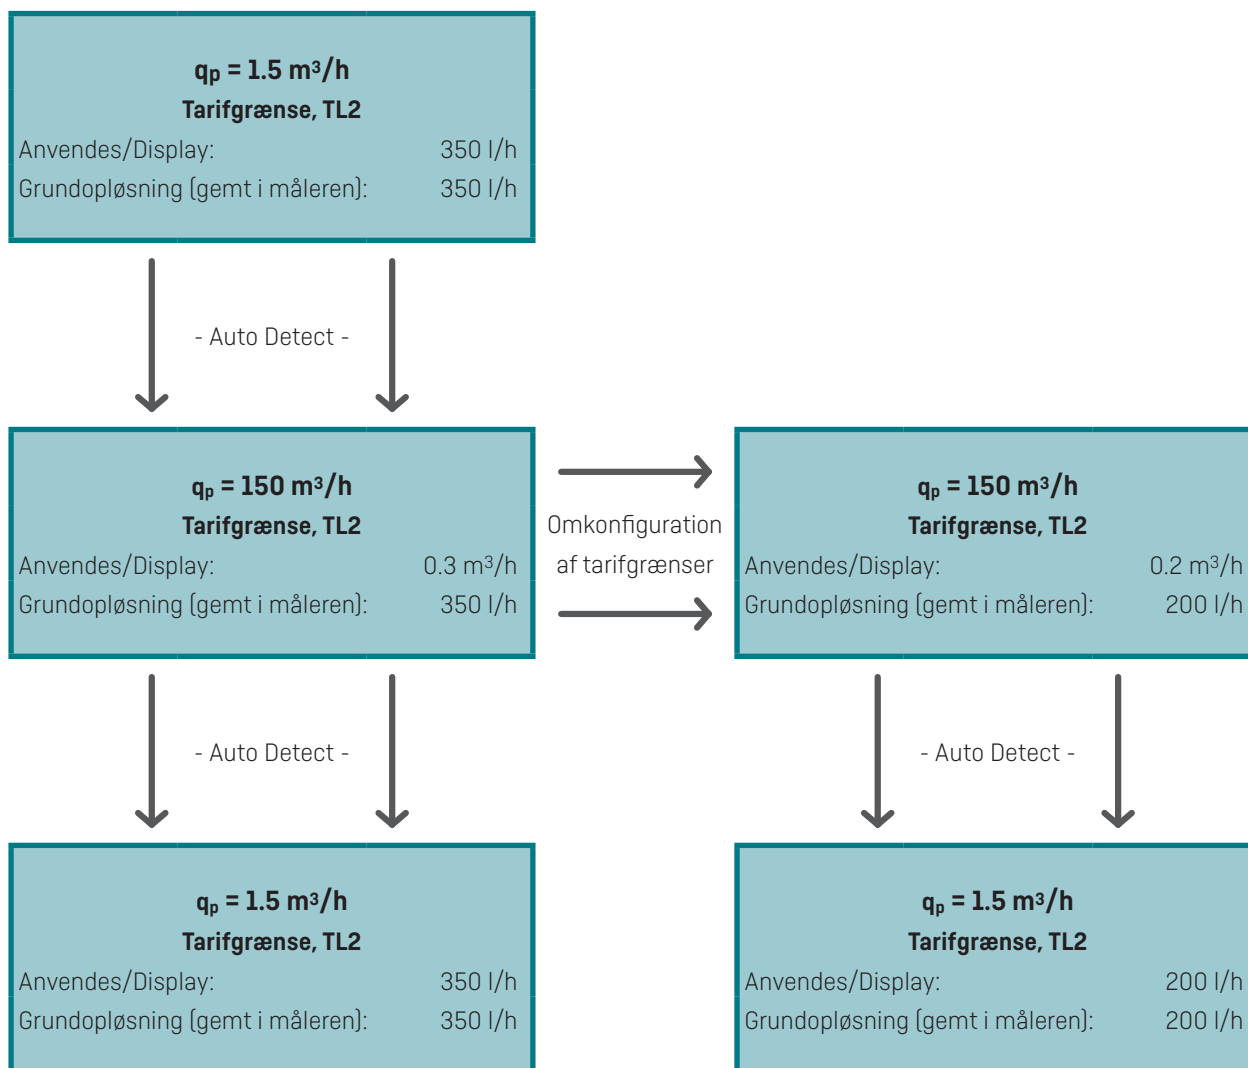 qp = 1.5 m³/h
Tarifgrænse, TL2
Anvendes/Display: 350 l/h
Grundopløsning (gemt i måleren): 350 l/h
- Auto Detect -
qp = 150 m³/h
Tarifgrænse, TL2
Anvendes/Display: 0.3 m³/h
Grundopløsning (gemt i måleren): 350 l/h
Omkonfiguration
af tarifgrænser
qp = 150 m³/h
Tarifgrænse, TL2
Anvendes/Display: 0.2 m³/h
Grundopløsning (gemt i måleren): 200 l/h
- Auto Detect -
- Auto Detect -
qp = 1.5 m³/h
Tarifgrænse, TL2
Anvendes/Display: 350 l/h
Grundopløsning (gemt i måleren): 350 l/h
qp = 1.5 m³/h
Tarifgrænse, TL2
Anvendes/Display: 200 l/h
Grundopløsning (gemt i måleren): 200 l/h